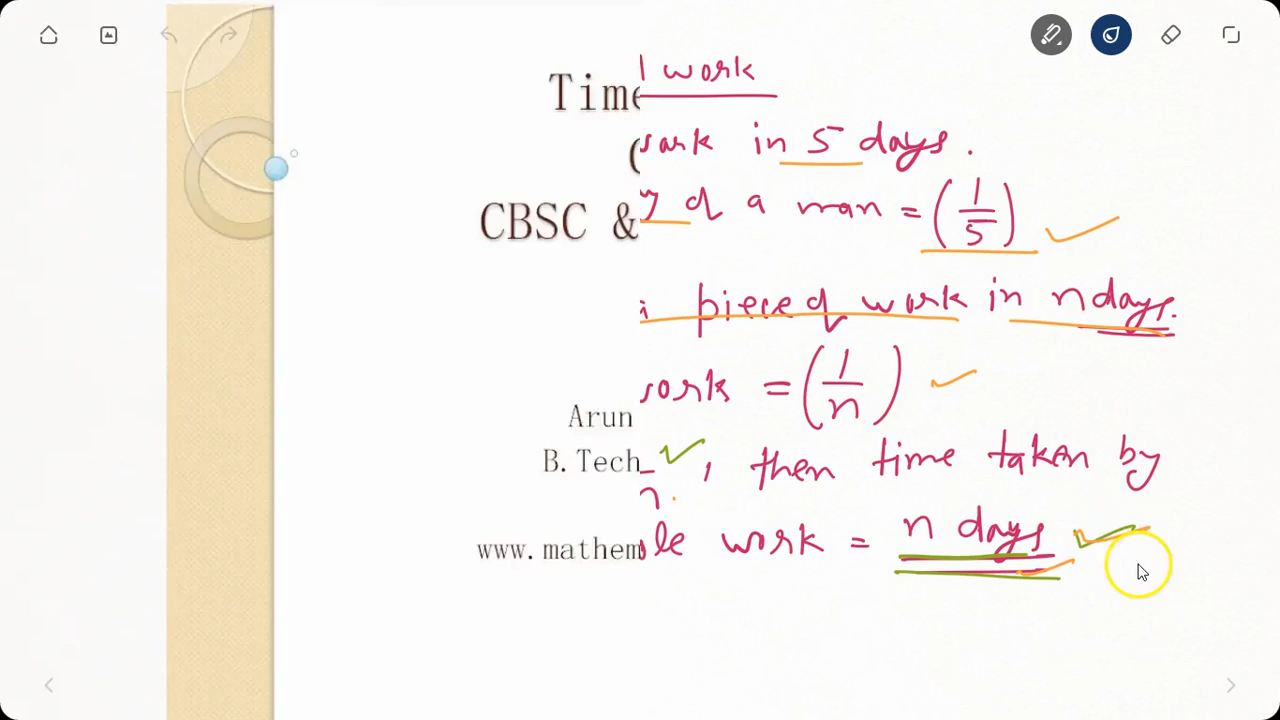 Time
l work
ork in 5 days.
(
y of a man = (1/5)
CBSC &
piece of work in n days.
ork = (1/n)
Arun
B.Tech
, then time taken by
n.
www.mathem
le work = n days